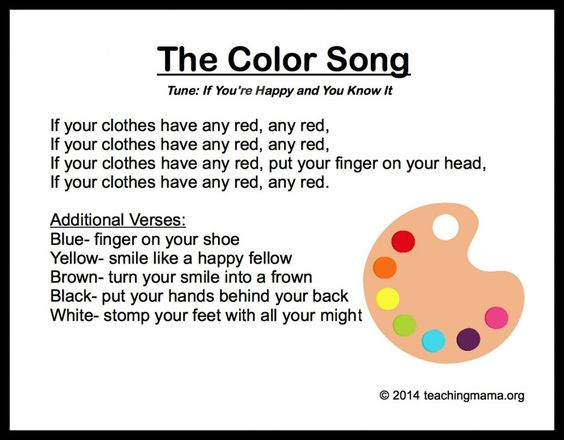 The Color Song
Tune: If You're Happy and You Know It
If your clothes have any red, any red,
If your clothes have any red, any red,
If your clothes have any red, put your finger on your head,
If your clothes have any red, any red.
Additional Verses:
Blue- finger on your shoe
Yellow- smile like a happy fellow
Brown- turn your smile into a frown
Black- put your hands behind your back
White- stomp your feet with all your might
© 2014 teachingmama.org